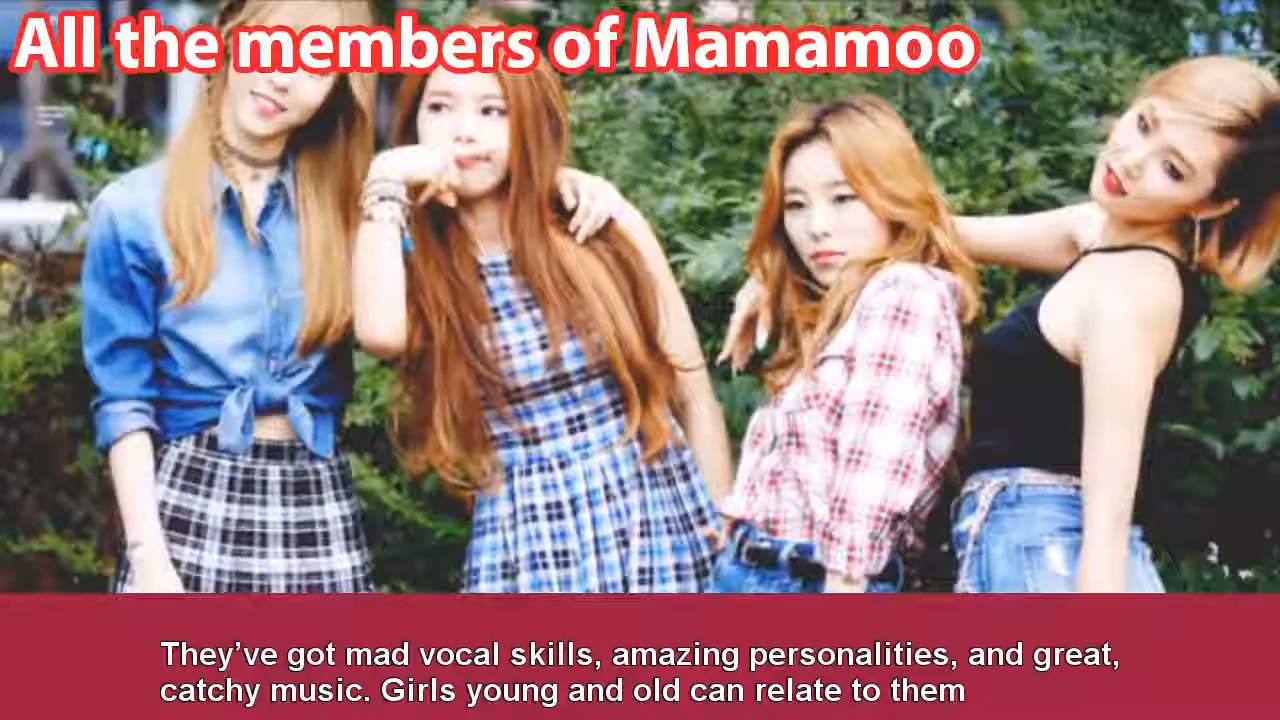 All the members of Mamamoo
They’ve got mad vocal skills, amazing personalities, and great,
catchy music. Girls young and old can relate to them